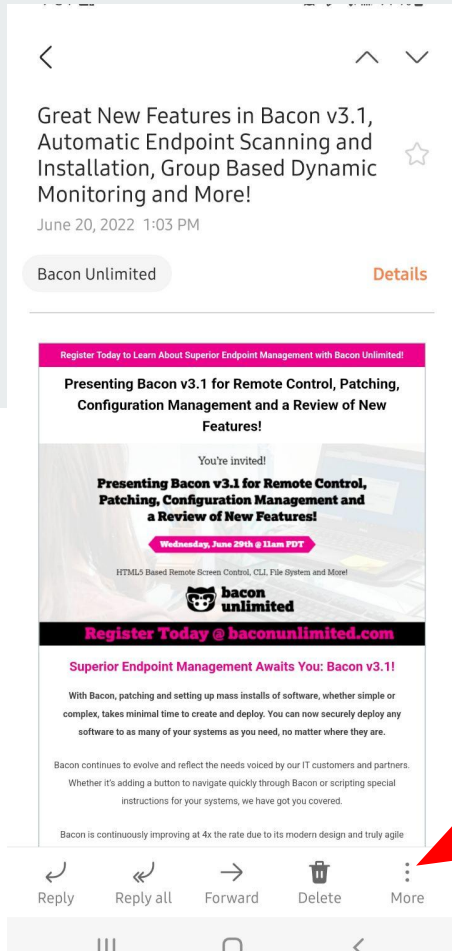 Great New Features in Bacon v3.1,
Automatic Endpoint Scanning and
Installation, Group Based Dynamic
Monitoring and More!
June 20, 2022 1:03 PM
Bacon Unlimited
Details
Register Today to Learn About Superior Endpoint Management with Bacon Unlimited!
Presenting Bacon v3.1 for Remote Control, Patching,
Configuration Management and a Review of New
Features!
You're invited!
Presenting Bacon v3.1 for Remote Control,
Patching, Configuration Management and
a Review of New Features!
Wednesday, June 29th @ 11am PDT
HTML5 Based Remote Screen Control, CLI, File System and More!
bacon
unlimited
Register Today @ baconunlimited.com
Superior Endpoint Management Awaits You: Bacon v3.1!
With Bacon, patching and setting up mass installs of software, whether simple or
complex, takes minimal time to create and deploy. You can now securely deploy any
software to as many of your systems as you need, no matter where they are.
Bacon continues to evolve and reflect the needs voiced by our IT customers and partners.
Whether it's adding a button to navigate quickly through Bacon or scripting special
instructions for your systems, we have got you covered.
Bacon is continuously improving at 4x the rate due to its modern design and truly agile
Reply
Reply all
Forward
Delete
More